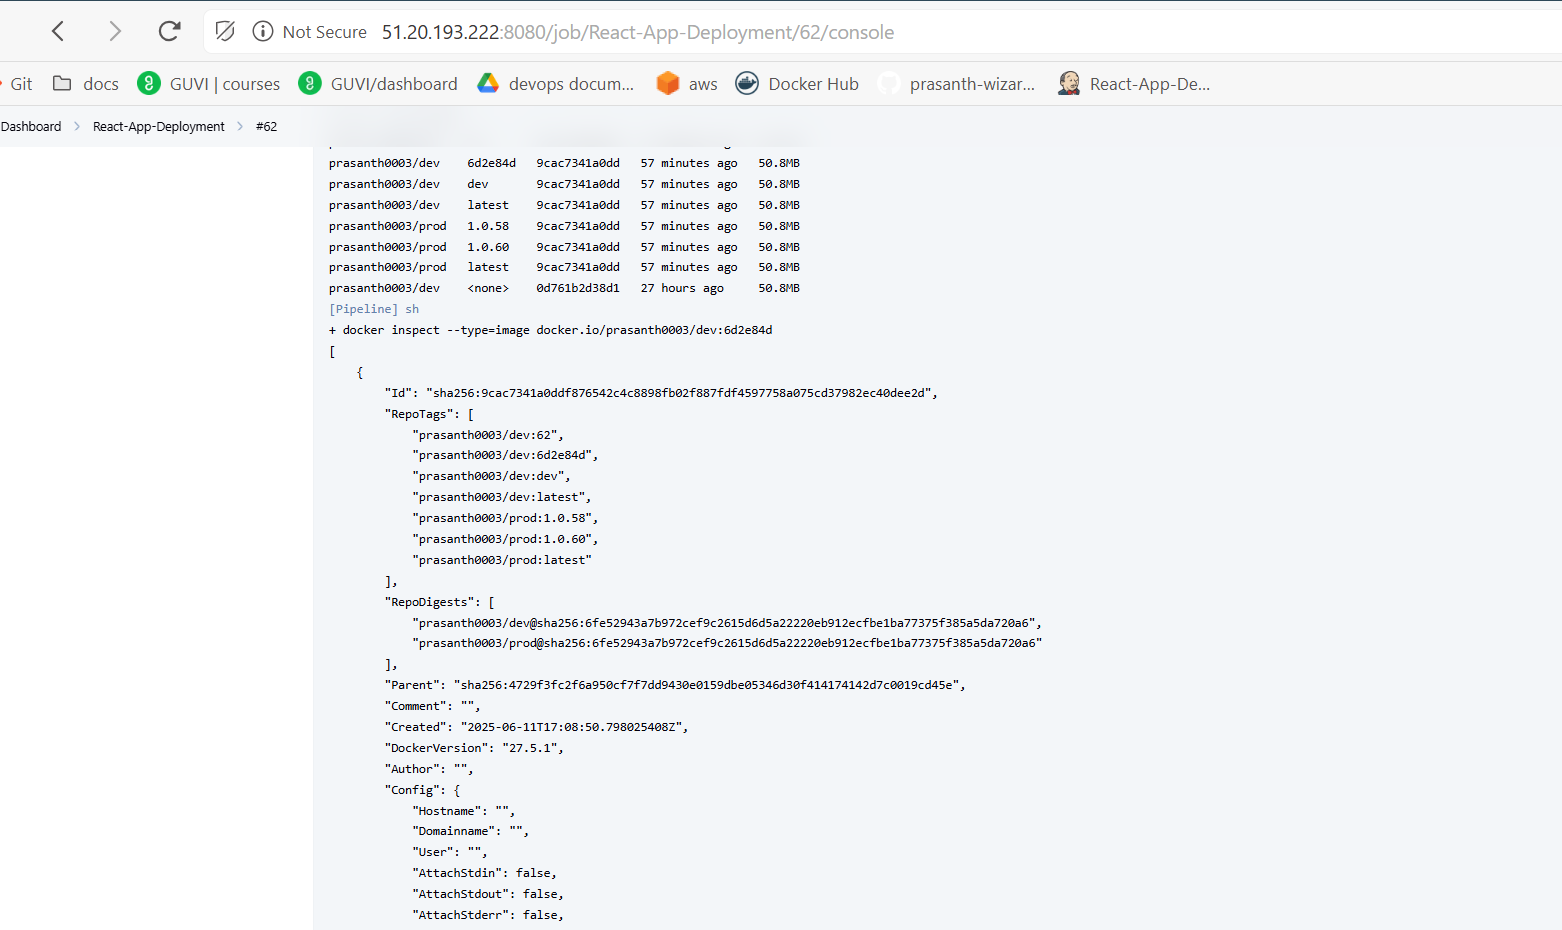 Not Secure 51.20.193.222:8080/job/React-App-Deployment/62/console
Git docs GUVI | courses GUVI/dashboard devops docum... aws Docker Hub prasanth-wizar... React-App-De...
Dashboard > React-App-Deployment > #62
prasanth0003/dev 6d2e84d 9cac7341a0dd 57 minutes ago 50.8MB
prasanth0003/dev dev 9cac7341a0dd 57 minutes ago 50.8MB
prasanth0003/dev latest 9cac7341a0dd 57 minutes ago 50.8MB
prasanth0003/prod 1.0.58 9cac7341a0dd 57 minutes ago 50.8MB
prasanth0003/prod 1.0.60 9cac7341a0dd 57 minutes ago 50.8MB
prasanth0003/prod latest 9cac7341a0dd 57 minutes ago 50.8MB
prasanth0003/dev <none> 0d761b2d38d1 27 hours ago 50.8MB
[Pipeline] sh
+ docker inspect --type=image docker.io/prasanth0003/dev:6d2e84d
[
{
"Id": "sha256:9cac7341a0ddf876542c4c8898fb02f887fdf4597758a075cd37982ec40dee2d",
"RepoTags": [
"prasanth0003/dev:62",
"prasanth0003/dev:6d2e84d",
"prasanth0003/dev:dev",
"prasanth0003/dev:latest",
"prasanth0003/prod:1.0.58",
"prasanth0003/prod:1.0.60",
"prasanth0003/prod:latest"
],
"RepoDigests": [
"prasanth0003/dev@sha256:6fe52943a7b972cef9c2615d6d5a22220eb912ecfbe1ba77375f385a5da720a6",
"prasanth0003/prod@sha256:6fe52943a7b972cef9c2615d6d5a22220eb912ecfbe1ba77375f385a5da720a6"
],
"Parent": "sha256:4729f3fc2f6a950cf7f7dd9430e0159dbe05346d30f414174142d7c0019cd45e",
"Comment": "",
"Created": "2025-06-11T17:08:50.798025408Z",
"DockerVersion": "27.5.1",
"Author": "",
"Config": {
"Hostname": "",
"Domainname": "",
"User": "",
"AttachStdin": false,
"AttachStdout": false,
"AttachStderr": false,